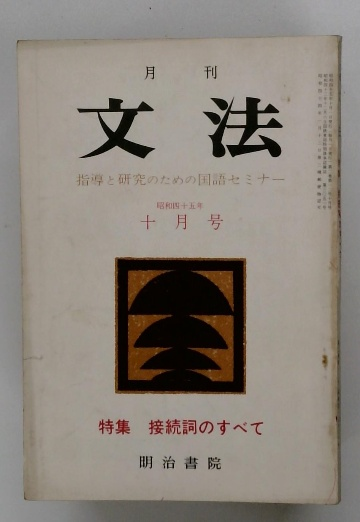 月刊
文法
指導と研究のための国語セミナー
昭和四十五年
十月号
特集 接続詞のすべて
明治書院